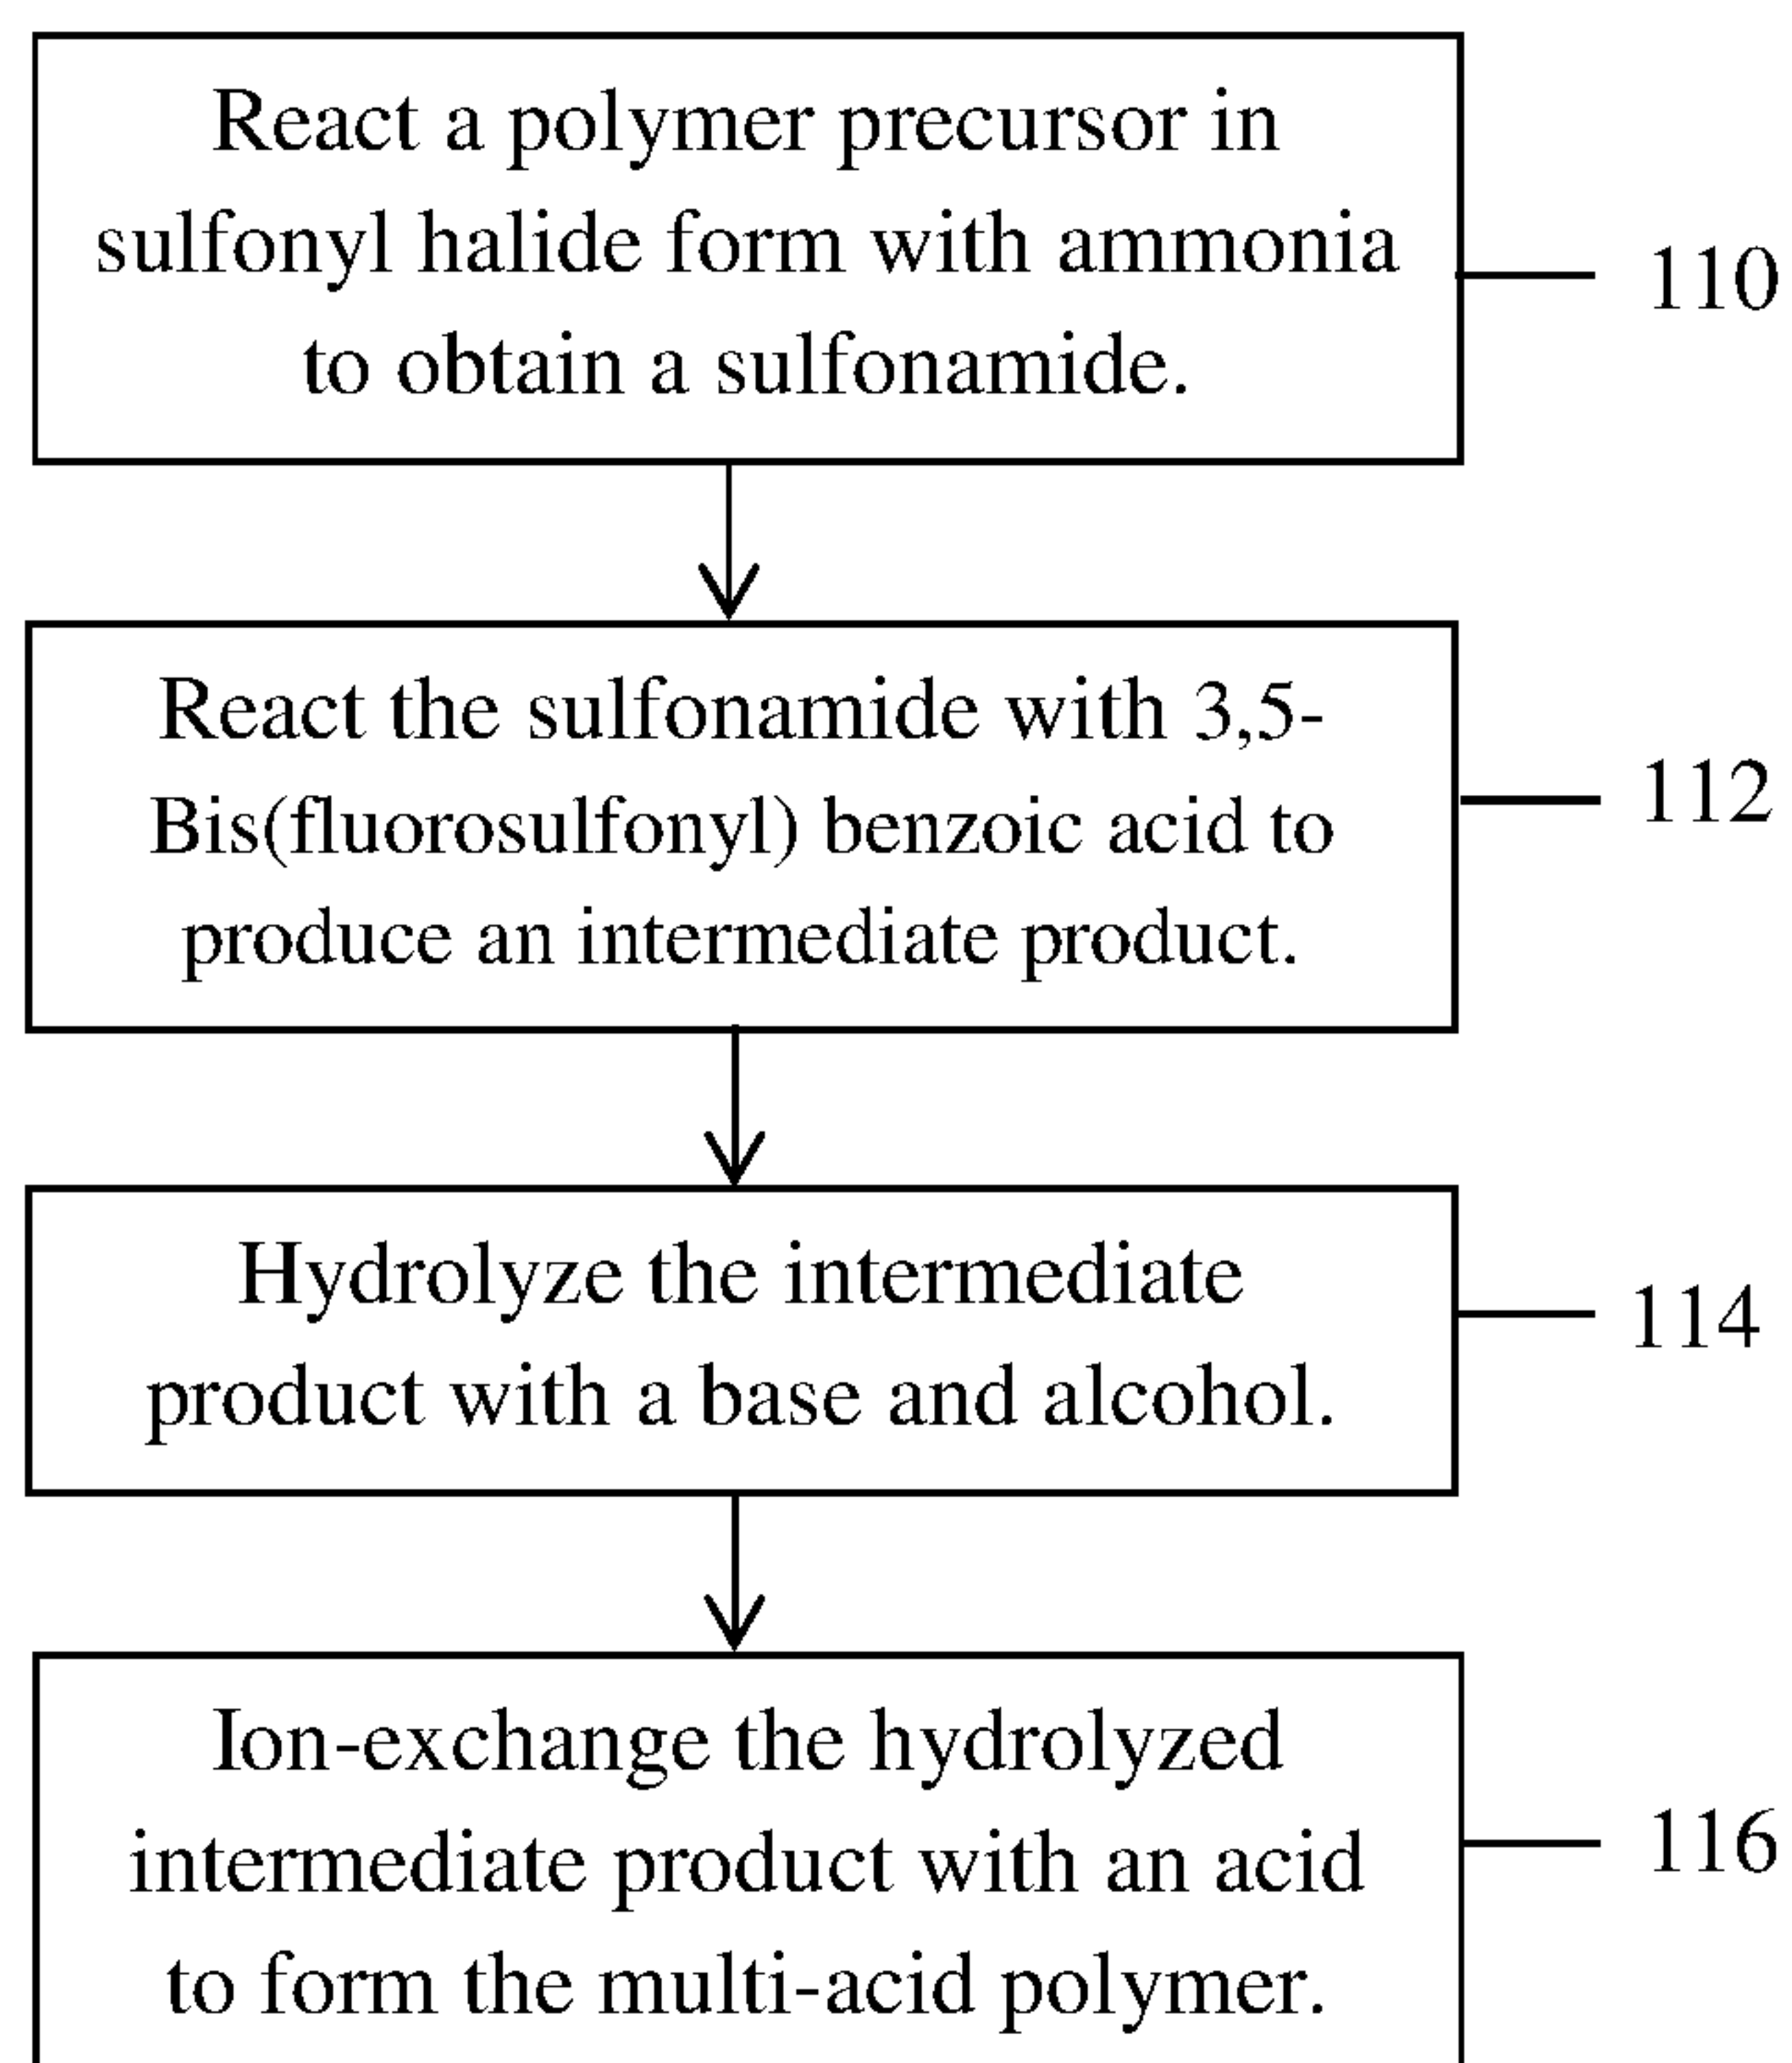 React a polymer precursor in
sulfonyl halide form with ammonia
to obtain a sulfonamide.
110
React the sulfonamide with 3,5-
Bis(fluorosulfonyl) benzoic acid to
produce an intermediate product.
112
Hydrolyze the intermediate
product with a base and alcohol.
114
Ion-exchange the hydrolyzed
intermediate product with an acid
to form the multi-acid polymer.
116